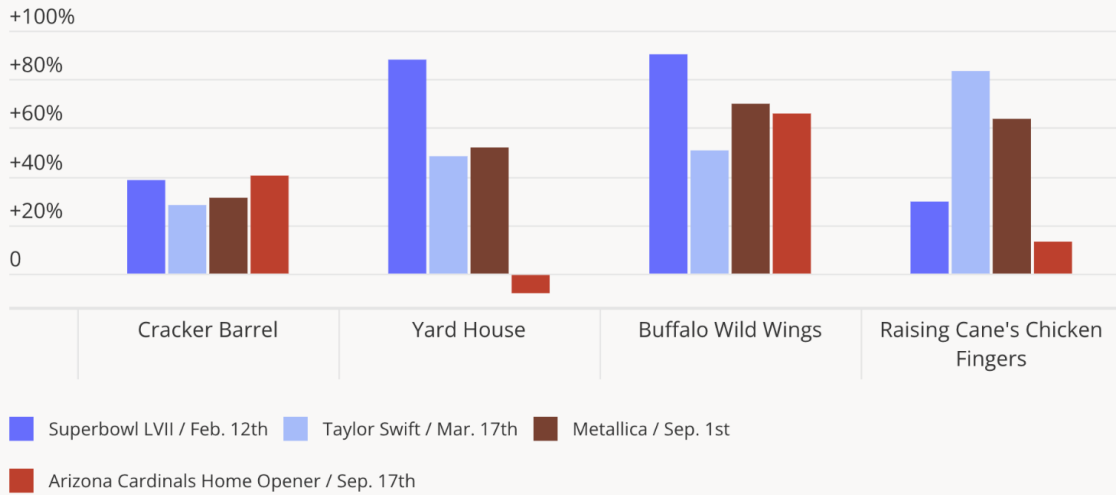 +100%
+80%
+60%
+40%
+20%
0
Cracker Barrel
Yard House
Buffalo Wild Wings
Raising Cane's Chicken
Fingers
Superbowl LVII / Feb. 12th
Taylor Swift / Mar. 17th
Metallica / Sep. 1st
Arizona Cardinals Home Opener / Sep. 17th